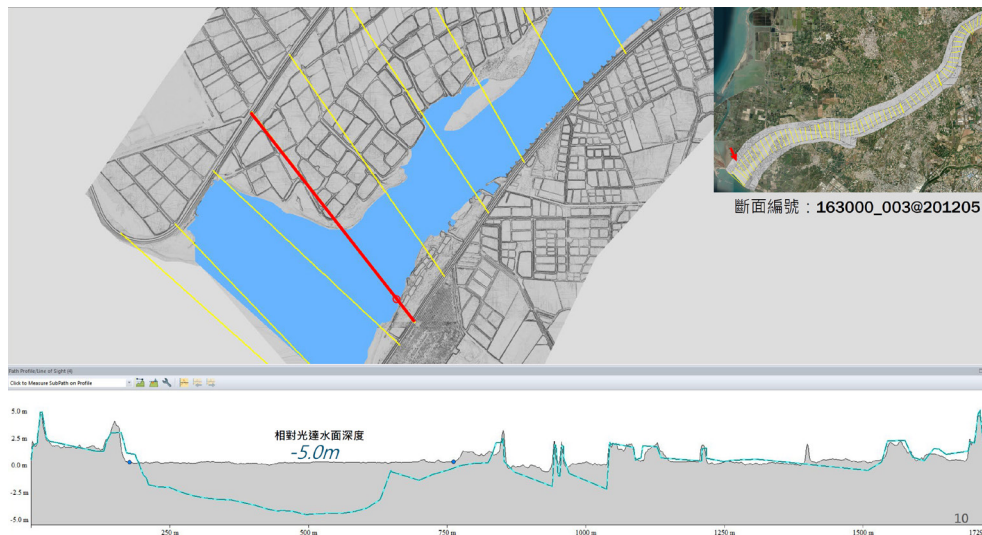 斷面編號：163000_003@201205
Path Profile/Line of Sight (4)
Click to Measure SubPath on Profile
5.0 m
2.5 m
0.0 m
-2.5 m
-5.0 m
相對光達水面深度
-5.0m
10
250 m
500 m
750 m
1000 m
1250 m
1500 m